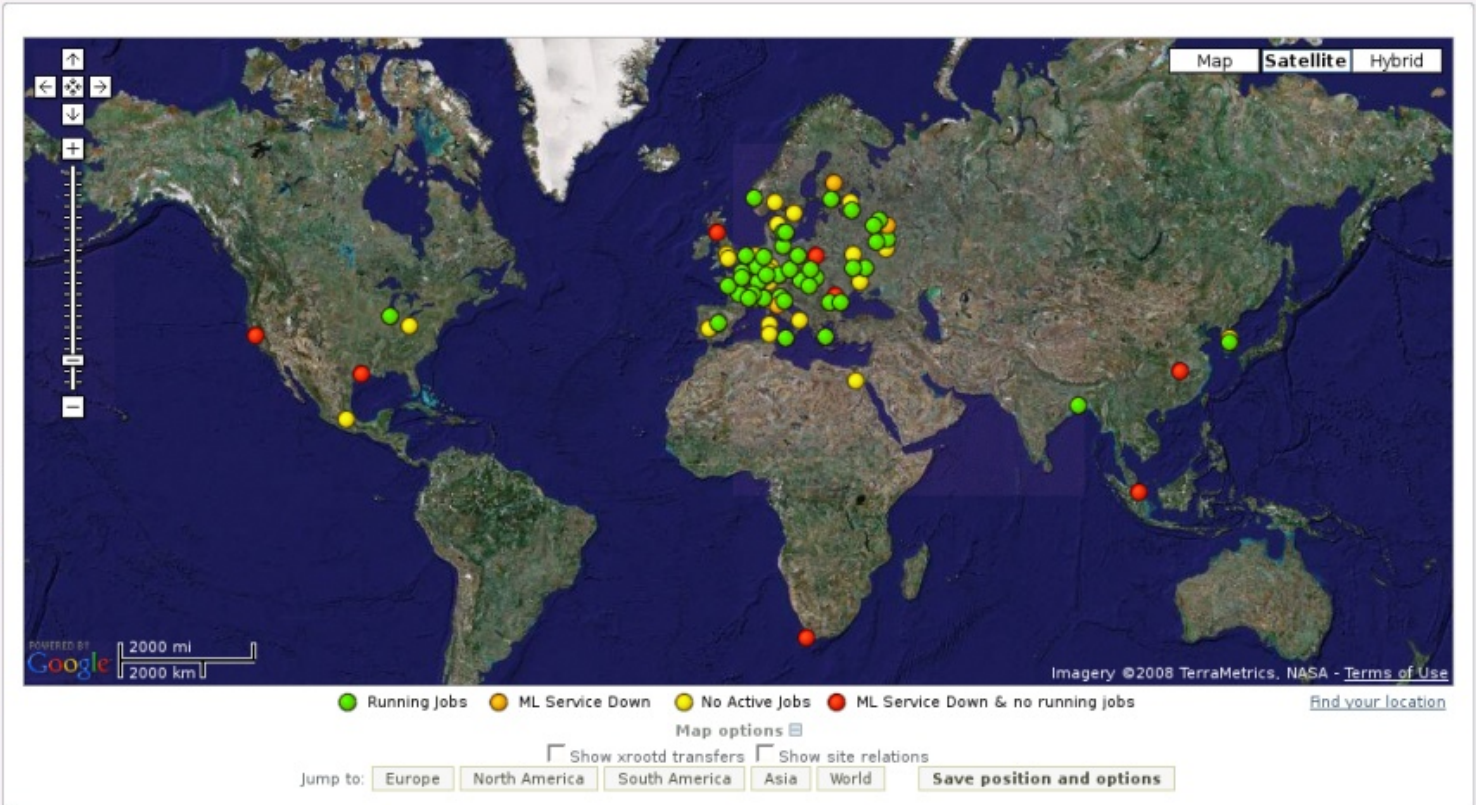 Map Satellite Hybrid
POWERED BY
Google
2000 mi
2000 km
Imagery ©2008 TerraMetrics, NASA - Terms of Use
Running Jobs ML Service Down No Active Jobs ML Service Down & no running jobs Find your location
Map options
Show xrootd transfers Show site relations
Jump to: Europe North America South America Asia World Save position and options